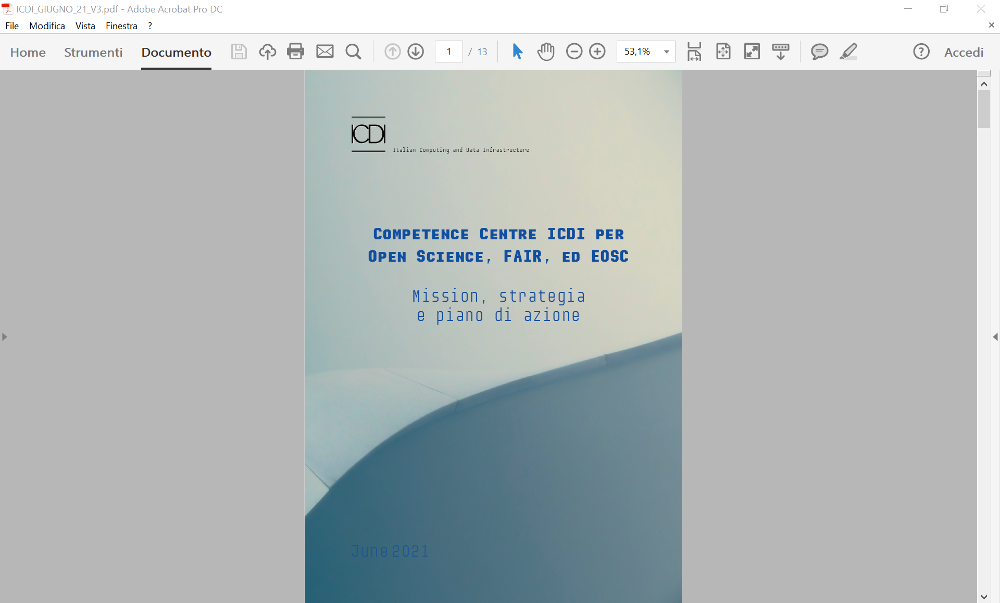 ICDI_GIUGNO_21_V3.pdf - Adobe Acrobat Pro DC
File Modifica Vista Finestra ?
Home Strumenti Documento 1 / 13 53,1% Accedi
ICDI
Italian Computing and Data Infrastructure
Competence Centre ICDI per
Open Science, FAIR, ed EOSC
Mission, strategia
e piano di azione
June 2021